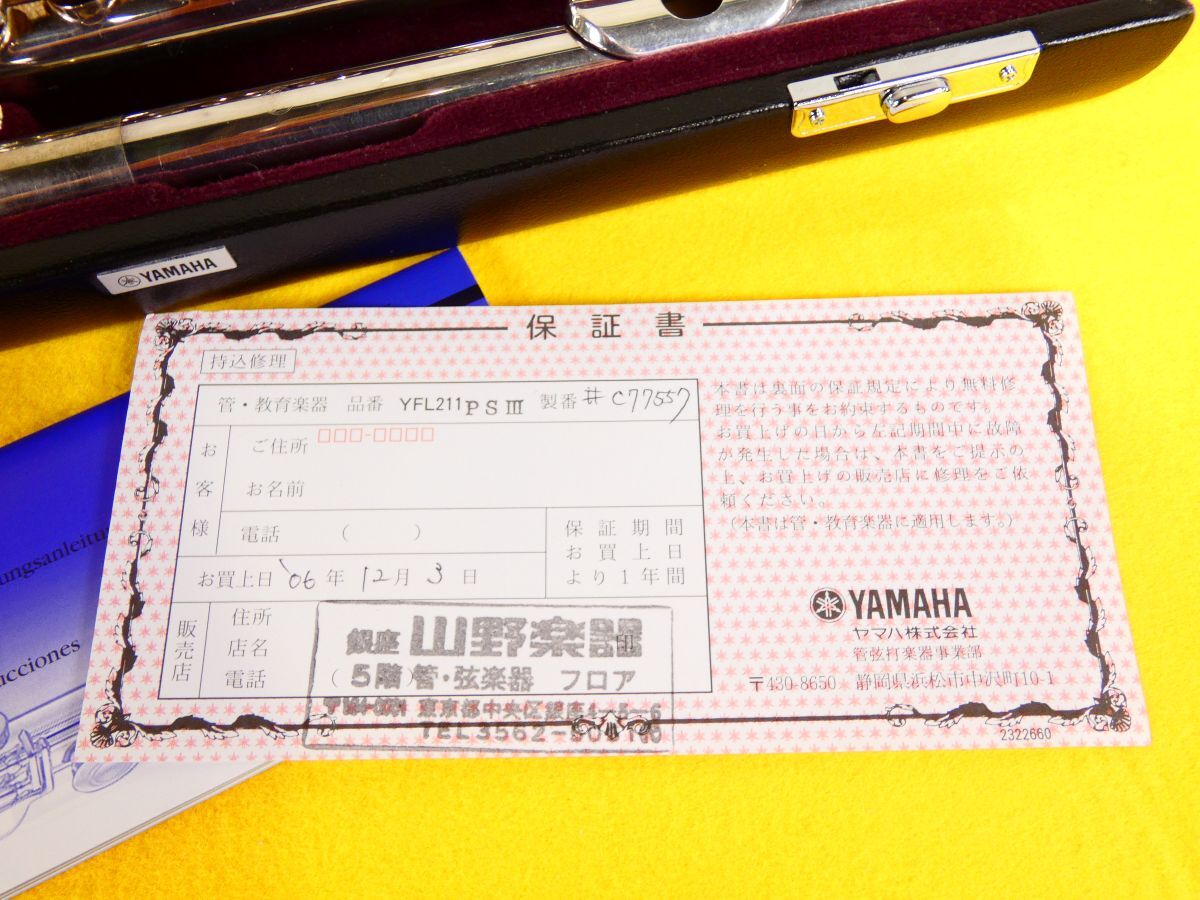 YAMAHA
保証書
持込修理
管・教育楽器 品番 YFL211PSⅢ 製番 # C77557
お客様
ご住所
お名前
電話 ( )
お買上日 '06 年 12 月 3 日
保証期間
お買上日
より1年間
販売店
住所
店名
電話 ( )
印
銀座 山野楽器
5階 管・弦楽器 フロア
東京都中央区銀座4-5-6
TEL3562-
本書は裏面の保証規定により無料修
理を行う事をお約束するものです。
お買上げの日から左記期間中に故障
が発生した場合は、本書をご提示の
上、お買上げの販売店に修理をご依
頼ください。
(本書は管・教育楽器に適用します。)
YAMAHA
ヤマハ株式会社
管弦打楽器事業部
〒430-8650 静岡県浜松市中沢町10-1
2322660
ungsanleitu
ucciones